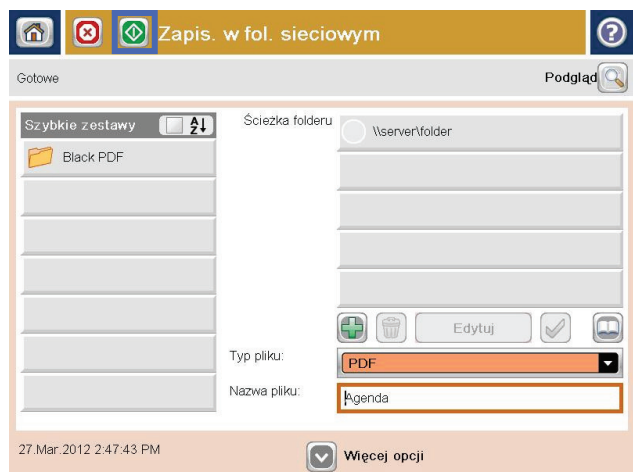 Zapis. w fol. sieciowym
Gotowe
Podgląd
Szybkie zestawy
Ścieżka folderu
\\server\folder
Black PDF
Edytuj
Typ pliku:
PDF
Nazwa pliku:
Agenda
27.Mar.2012 2:47:43 PM
Więcej opcji